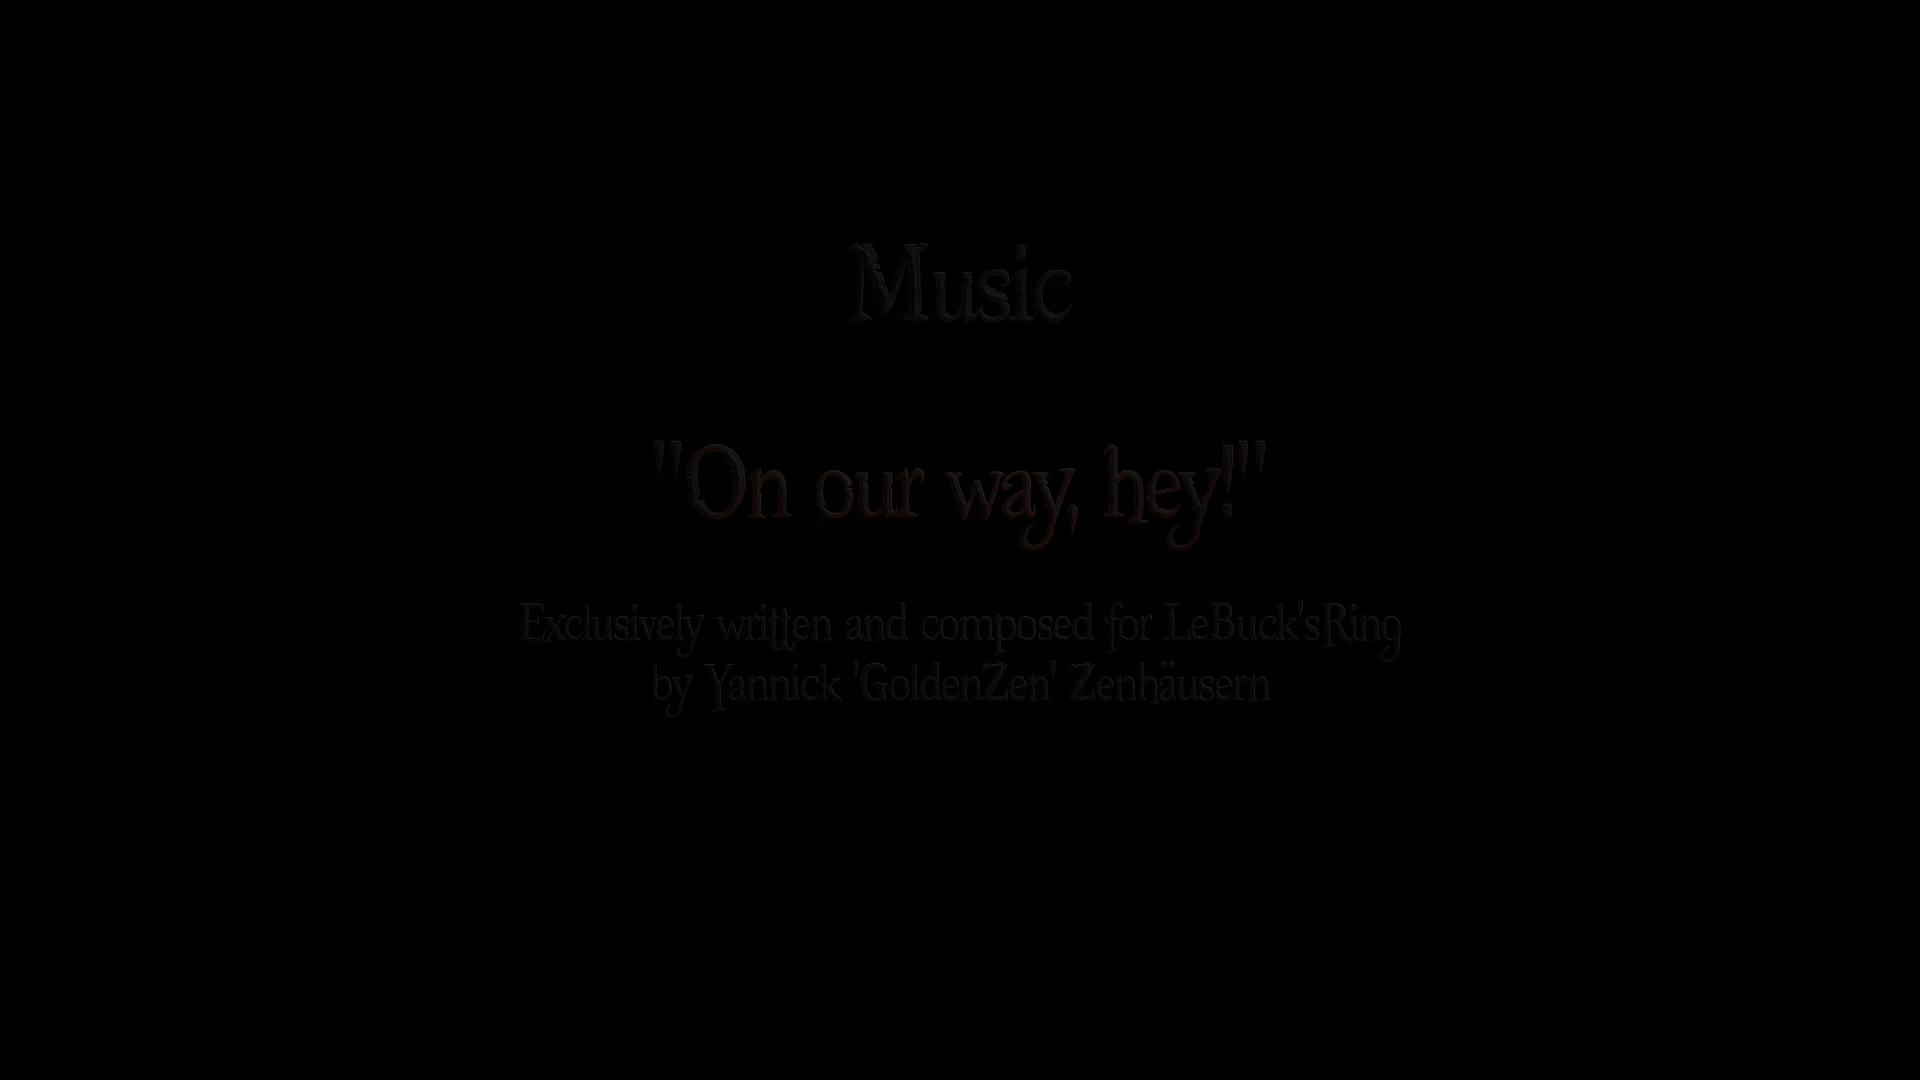 Music
"On our way, hey!"
Exclusively written and composed for LeBuck'sRing
by Yannick 'GoldenZen' Zenhäusern